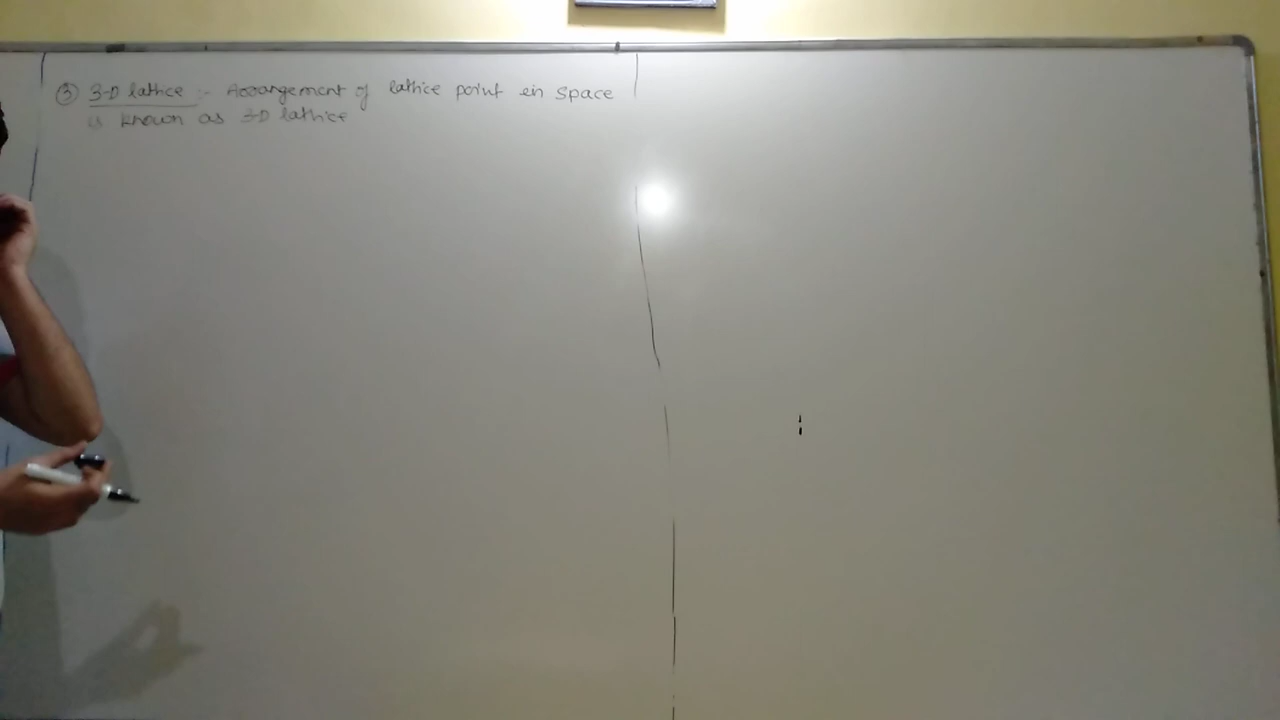 ③ 3-D lattice :- Arrangement of lattice point in space
is known as 3-D lattice